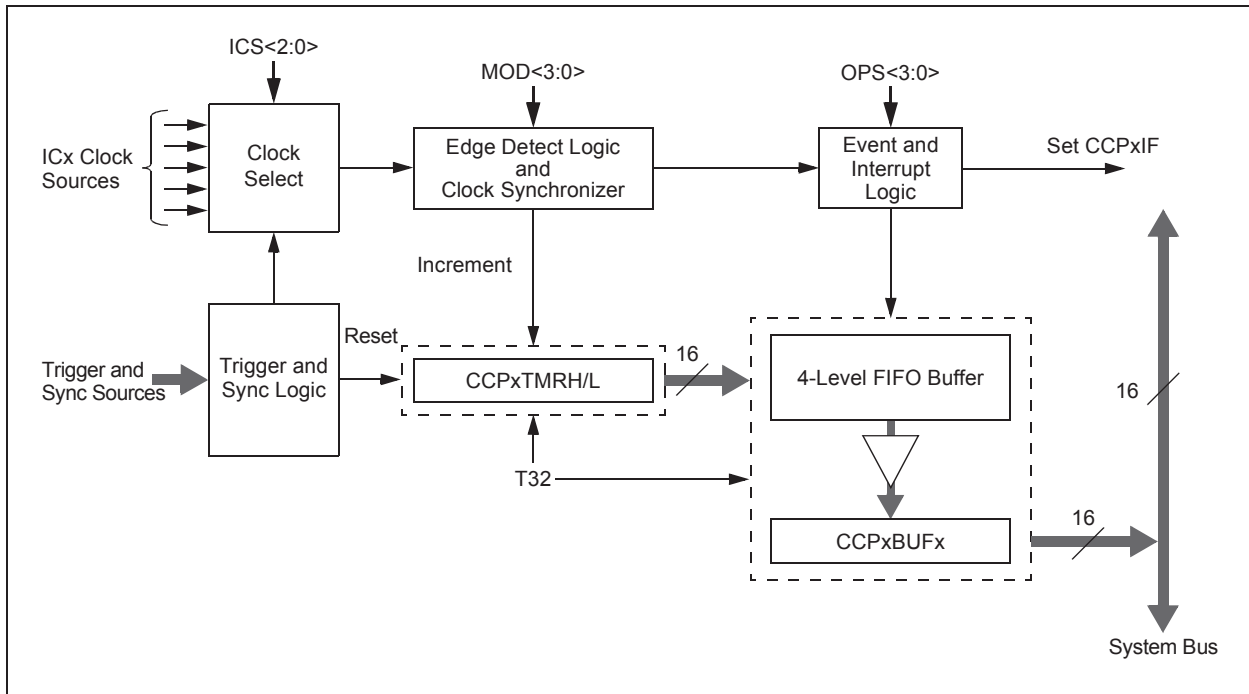 ICS<2:0>
MOD<3:0>
OPS<3:0>
ICx Clock
Sources
Clock
Select
Edge Detect Logic
and
Clock Synchronizer
Event and
Interrupt
Logic
Set CCPxIF
Increment
Trigger and
Sync Sources
Trigger and
Sync Logic
Reset
CCPxTMRH/L
16
4-Level FIFO Buffer
16
T32
CCPxBUFx
16
System Bus